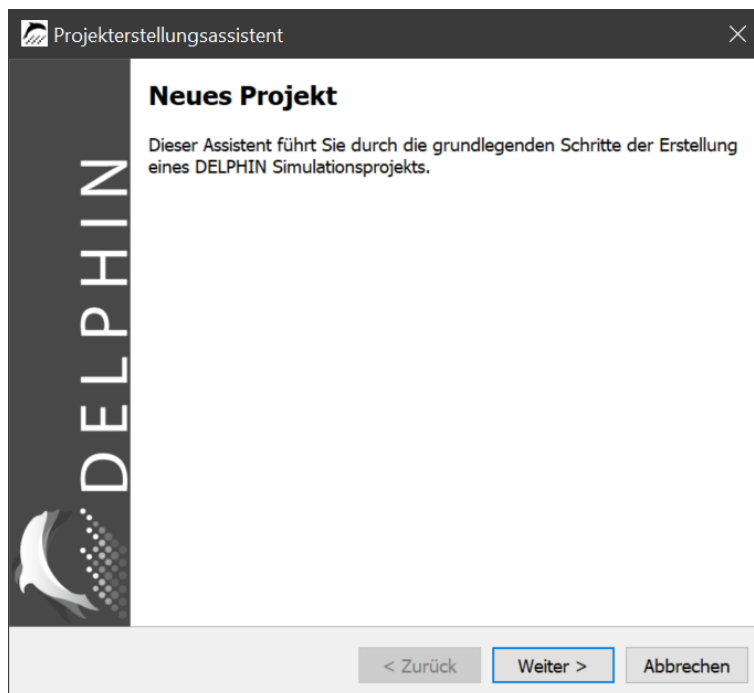 Projekterstellungsassistent
Neues Projekt
Dieser Assistent führt Sie durch die grundlegenden Schritte der Erstellung
eines DELPHIN Simulationsprojekts.
DELPHIN
< Zurück
Weiter >
Abbrechen